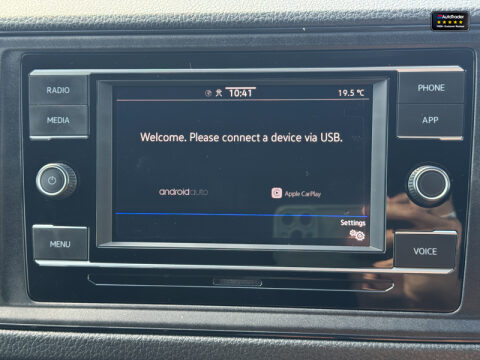 AutoTrader
RADIO
MEDIA
MENU
10:41
19.5 °C
Welcome. Please connect a device via USB.
androidauto
Apple CarPlay
Settings
PHONE
APP
VOICE